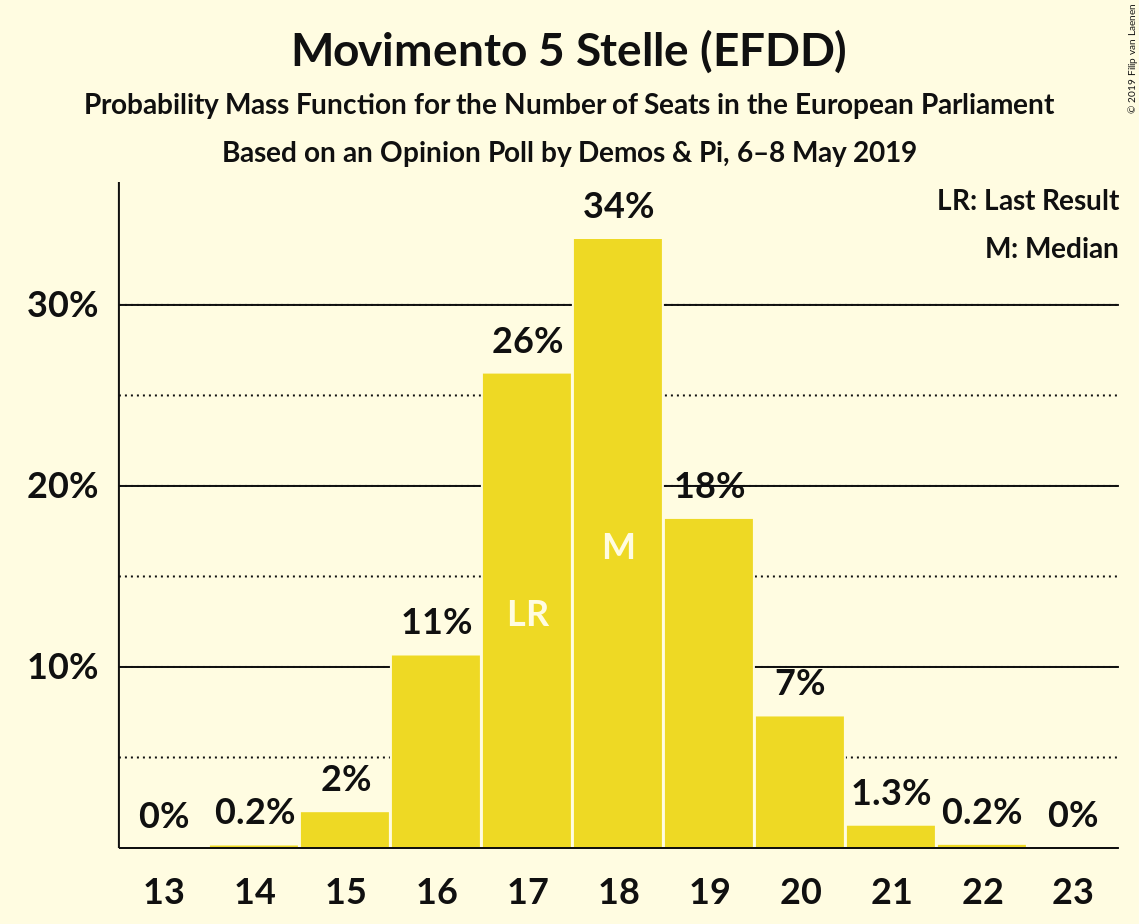 Movimento 5 Stelle (EFDD)
Probability Mass Function for the Number of Seats in the European Parliament
Based on an Opinion Poll by Demos & Pi, 6–8 May 2019
© 2019 Filip van Laenen
LR: Last Result
M: Median
30%
20%
10%
0%
0.2%
2%
11%
26%
34%
18%
7%
1.3%
0.2%
0%
LR
M
13 14 15 16 17 18 19 20 21 22 23